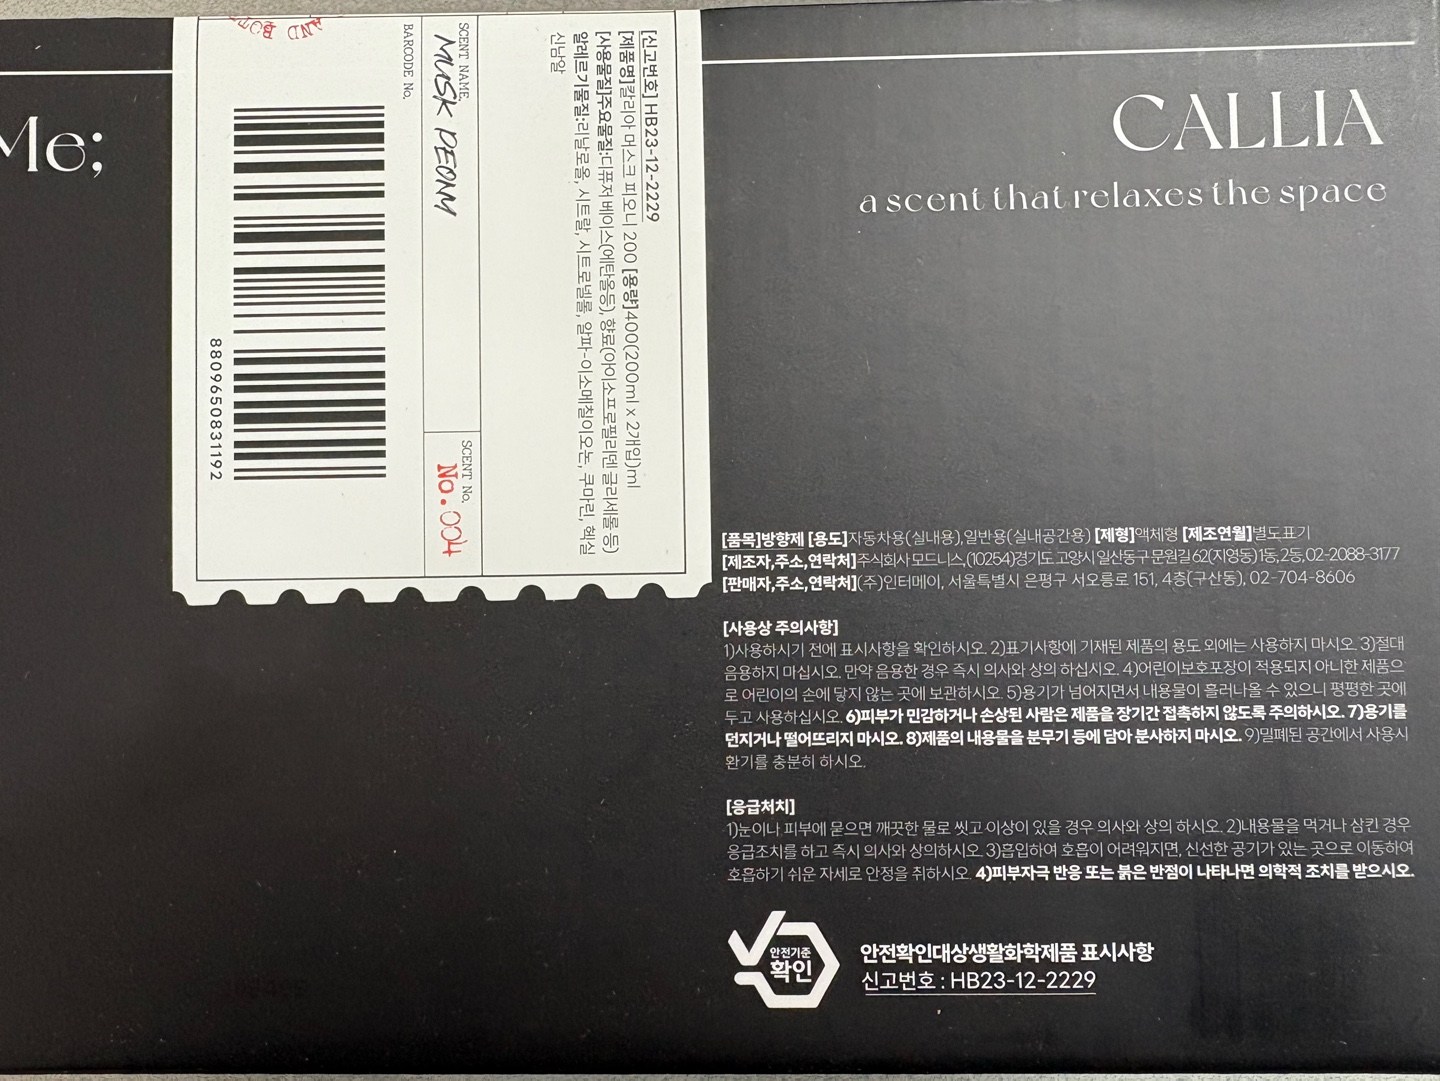 Me;
AND BOT
SCENT NAME.
MUSK PEONY
BARCODE No.
8809650831192
SCENT No.
No. 004
[신고번호] HB23-12-2229
[제품명]칼리아 머스크 피오니 200 [용량]400(200ml x 2개입)ml
[사용물질]주요물질:디퓨저 베이스(에탄올등), 향료(아이소프로필리덴 글리세롤 등)
알레르기물질:리날로올, 시트랄, 시트로넬롤, 알파-이소메칠이오논, 쿠마린, 헥실
신남알
CALLIA
a scent that relaxes the space
[품목]방향제 [용도]자동차용(실내용),일반용(실내공간용) [제형]액체형 [제조연월]별도표기
[제조자,주소,연락처]주식회사 모드니스,(10254)경기도 고양시 일산동구 문원길 62(지영동) 1동, 2동, 02-2088-3177
[판매자,주소,연락처](주)인터메이, 서울특별시 은평구 서오릉로 151, 4층(구산동), 02-704-8606
[사용상 주의사항]
1)사용하시기 전에 표시사항을 확인하시오. 2)표기사항에 기재된 제품의 용도 외에는 사용하지 마시오. 3)절대
음용하지 마십시오. 만약 음용한 경우 즉시 의사와 상의 하십시오. 4)어린이보호포장이 적용되지 아니한 제품으
로 어린이의 손에 닿지 않는 곳에 보관하시오. 5)용기가 넘어지면서 내용물이 흘러나올 수 있으니 평평한 곳에
두고 사용하십시오. 6)피부가 민감하거나 손상된 사람은 제품을 장기간 접촉하지 않도록 주의하시오. 7)용기를
던지거나 떨어뜨리지 마시오. 8)제품의 내용물을 분무기 등에 담아 분사하지 마시오. 9)밀폐된 공간에서 사용시
환기를 충분히 하시오.
[응급처치]
1)눈이나 피부에 묻으면 깨끗한 물로 씻고 이상이 있을 경우 의사와 상의 하시오. 2)내용물을 먹거나 삼킨 경우
응급조치를 하고 즉시 의사와 상의하시오. 3)흡입하여 호흡이 어려워지면, 신선한 공기가 있는 곳으로 이동하여
호흡하기 쉬운 자세로 안정을 취하시오. 4)피부자극 반응 또는 붉은 반점이 나타나면 의학적 조치를 받으시오.
안전기준
확인
안전확인대상생활화학제품 표시사항
신고번호 : HB23-12-2229